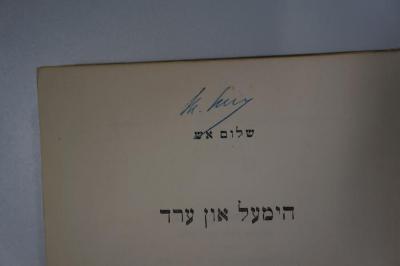 שלום אש
הימעל און ערד